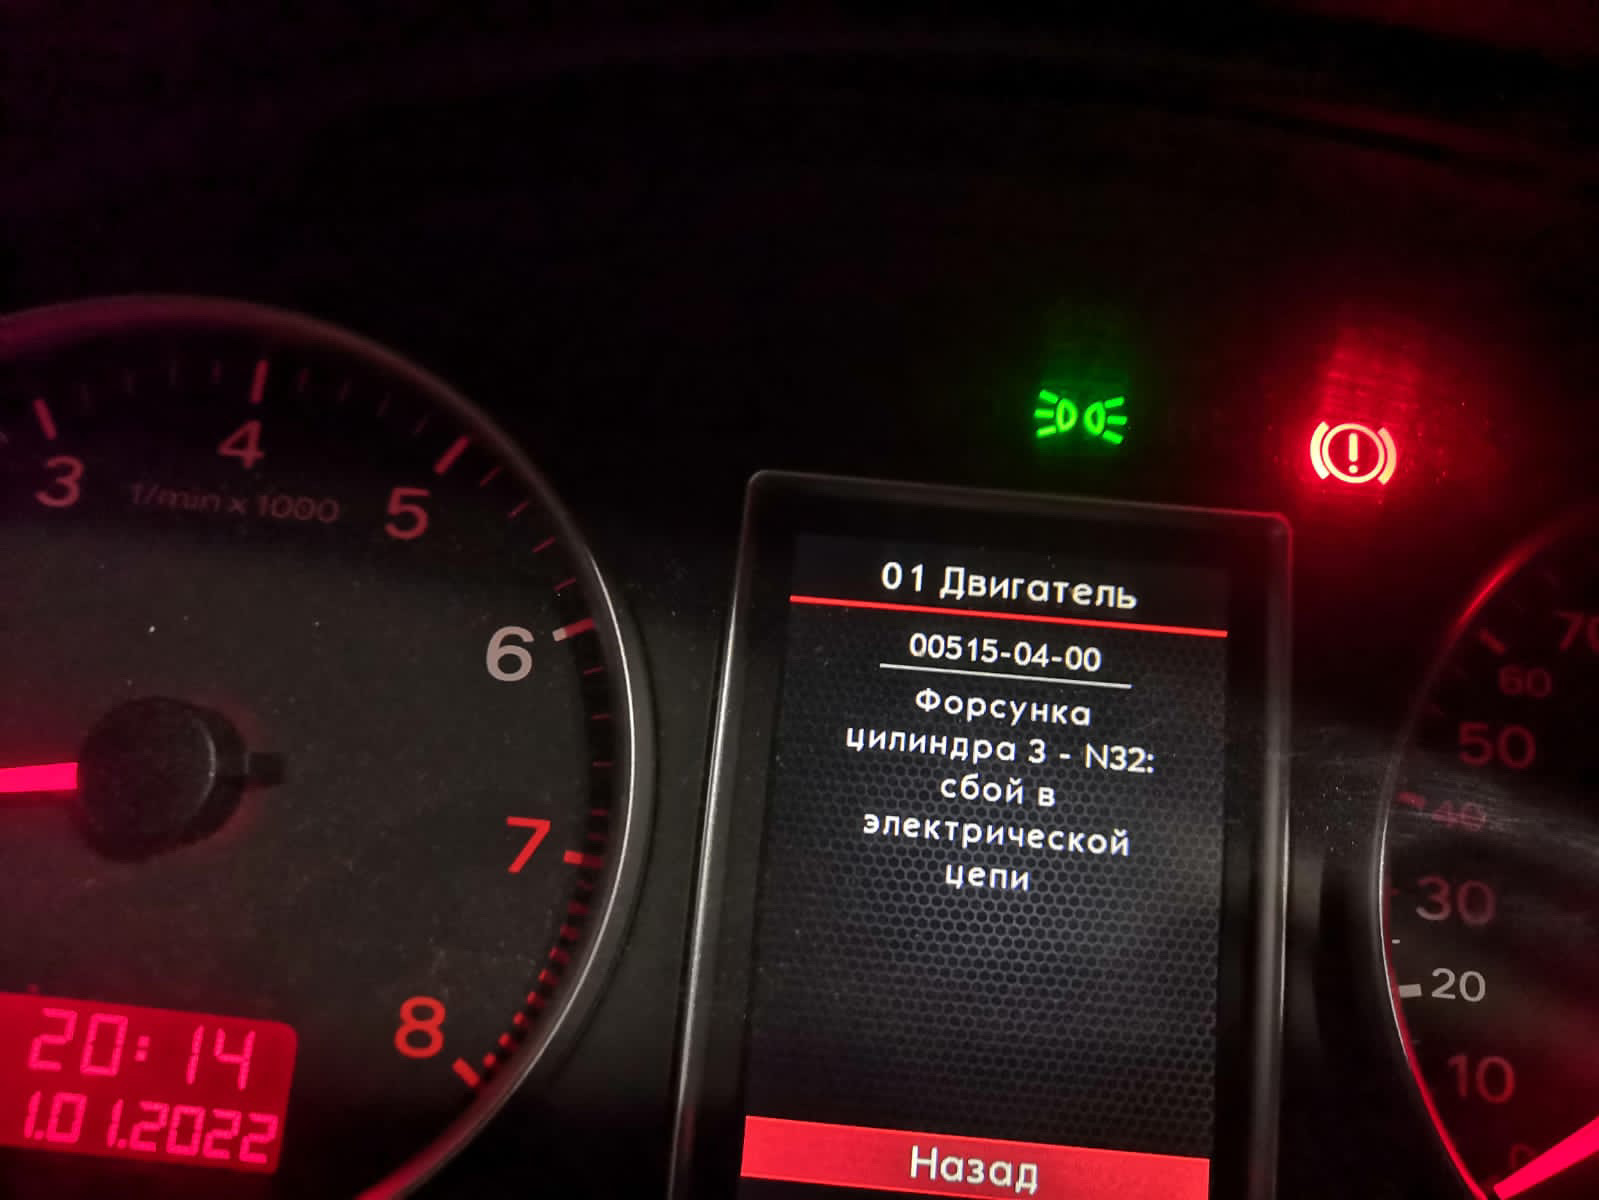 3
4
5
1/min x 1000
6
7
8
20:14
1.01.2022
01 Двигатель
00515-04-00
Форсунка
цилиндра 3 - N32:
сбой в
электрической
цепи
Назад
60
50
40
30
20
10